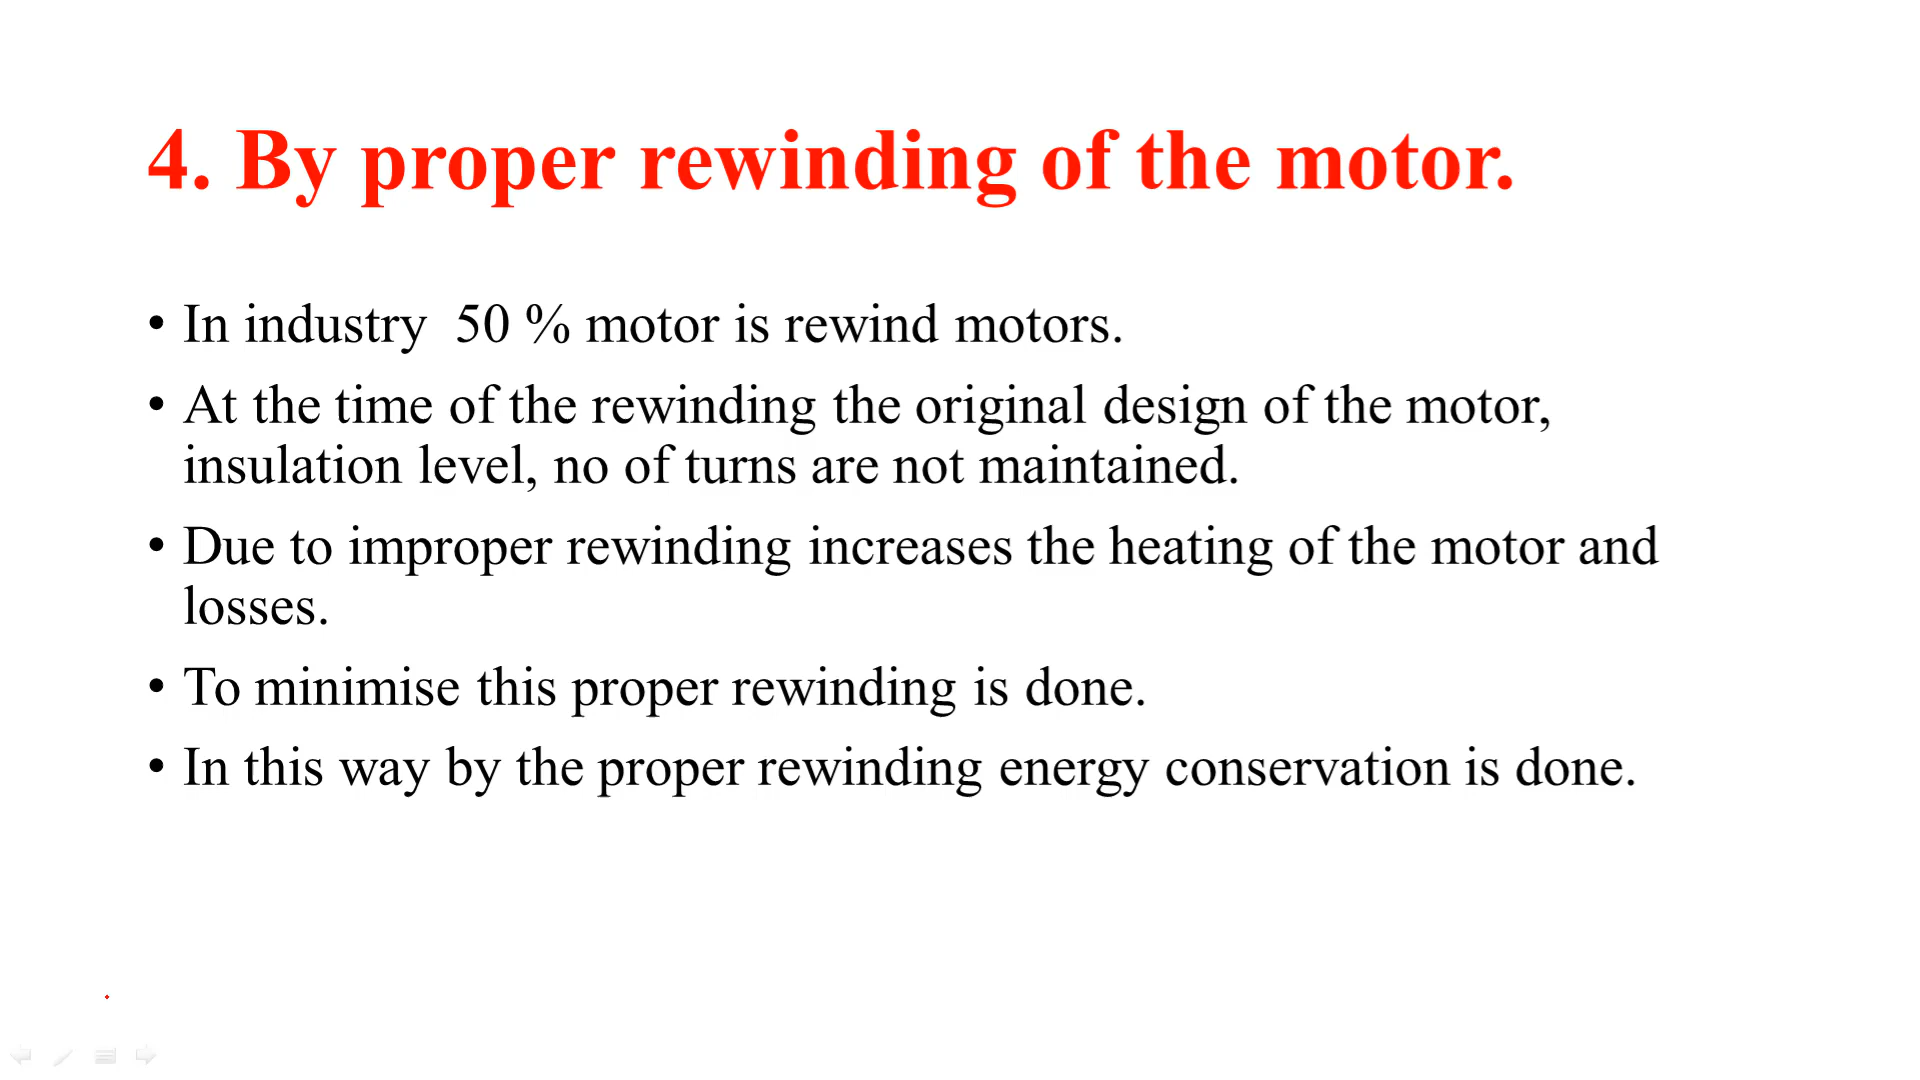 4. By proper rewinding of the motor.
• In industry  50 % motor is rewind motors.
• At the time of the rewinding the original design of the motor,
insulation level, no of turns are not maintained.
• Due to improper rewinding increases the heating of the motor and
losses.
• To minimise this proper rewinding is done.
• In this way by the proper rewinding energy conservation is done.